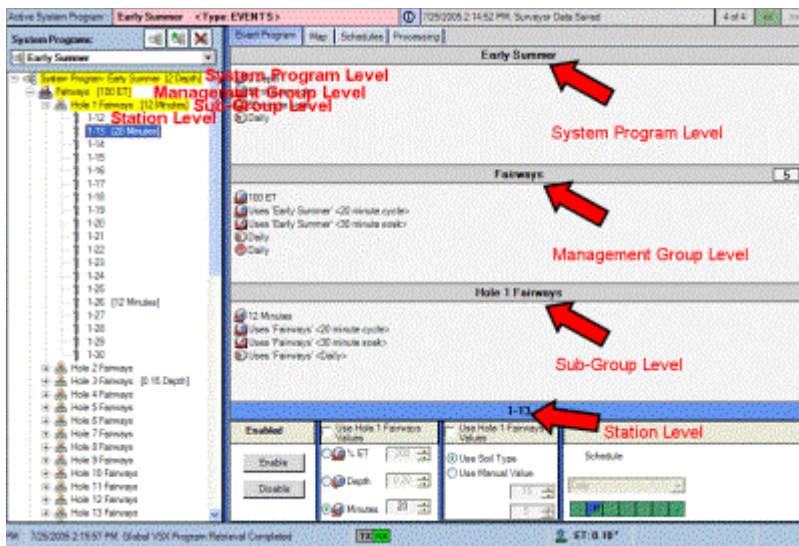 Active System Program: Early Summer <Type: EVENTS>
7/25/2005 2:14:52 PM: Surveyor Data Saved
4 of 4
System Programs:
Early Summer
System Program: Early Summer [2 Depth]
Fairways [100 ET]
Hole 1 Fairways [12 Minutes]
1-12
1-13 [20 Minutes]
1-14
1-15
1-16
1-17
1-18
1-19
1-20
1-21
1-22
1-23
1-24
1-25
1-26 [12 Minutes]
1-27
1-28
1-29
1-30
Hole 2 Fairways
Hole 3 Fairways [0.15 Depth]
Hole 4 Fairways
Hole 5 Fairways
Hole 6 Fairways
Hole 7 Fairways
Hole 8 Fairways
Hole 9 Fairways
Hole 10 Fairways
Hole 11 Fairways
Hole 12 Fairways
Hole 13 Fairways
System Program Level
Management Group Level
Sub-Group Level
Station Level
Event Program
Map
Schedules
Processing
Early Summer
Daily
System Program Level
Fairways
5
100 ET
Uses 'Early Summer' <20 minute cycle>
Uses 'Early Summer' <30 minute soak>
Daily
Daily
Management Group Level
Hole 1 Fairways
12 Minutes
Uses 'Fairways' <20 minute cycle>
Uses 'Fairways' <30 minute soak>
Uses 'Fairways' <Daily>
Sub-Group Level
1-13
Station Level
Enabled
Enable
Disable
Use Hole 1 Fairways Values
% ET
Depth
Minutes
20
Use Hole 1 Fairways Values
Use Soil Type
Use Manual Value
Schedule
PM 7/25/2005 2:15:57 PM: Global VSX Program Retrieval Completed
TX RX
ET: 0.10"